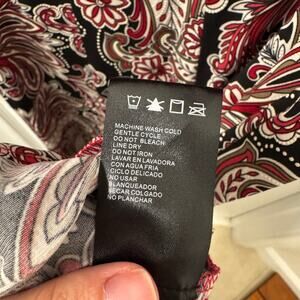 MACHINE WASH COLD
GENTLE CYCLE
DO NOT BLEACH
LINE DRY
DO NOT IRON
LAVAR EN LAVADORA
CON AGUA FRIA
CICLO DELICADO
NO USAR
BLANQUEADOR
SECAR COLGADO
NO PLANCHAR